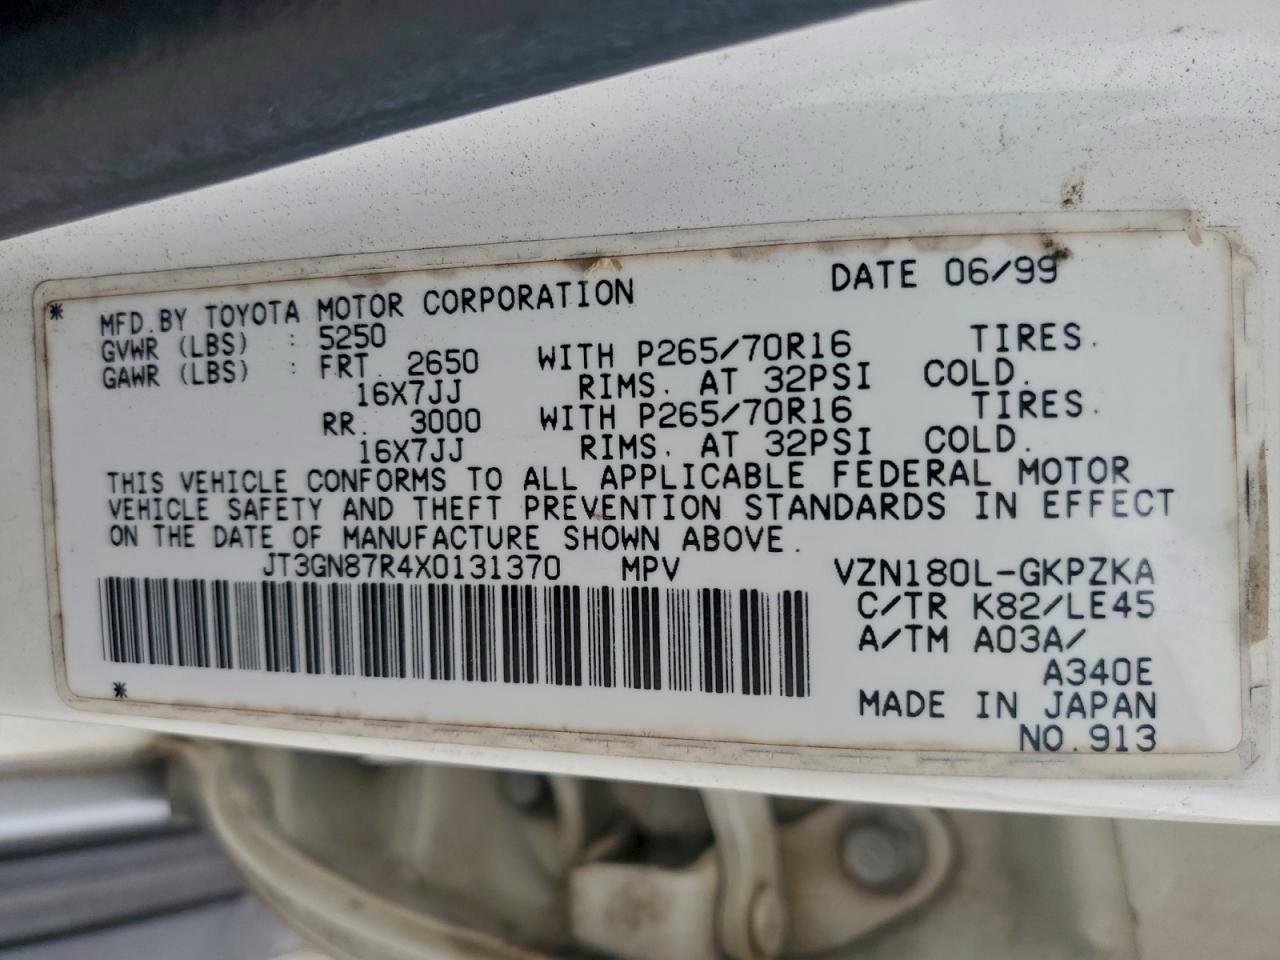 * MFD.BY TOYOTA MOTOR CORPORATION DATE 06/99
GVWR (LBS) : 5250
GAWR (LBS) : FRT. 2650 WITH P265/70R16 TIRES.
16X7JJ RIMS. AT 32PSI COLD.
RR. 3000 WITH P265/70R16 TIRES.
16X7JJ RIMS. AT 32PSI COLD.
THIS VEHICLE CONFORMS TO ALL APPLICABLE FEDERAL MOTOR
VEHICLE SAFETY AND THEFT PREVENTION STANDARDS IN EFFECT
ON THE DATE OF MANUFACTURE SHOWN ABOVE.
JT3GN87R4X0131370 MPV VZN180L-GKPZKA
C/TR K82/LE45
A/TM A03A/
A340E
* MADE IN JAPAN
NO.913